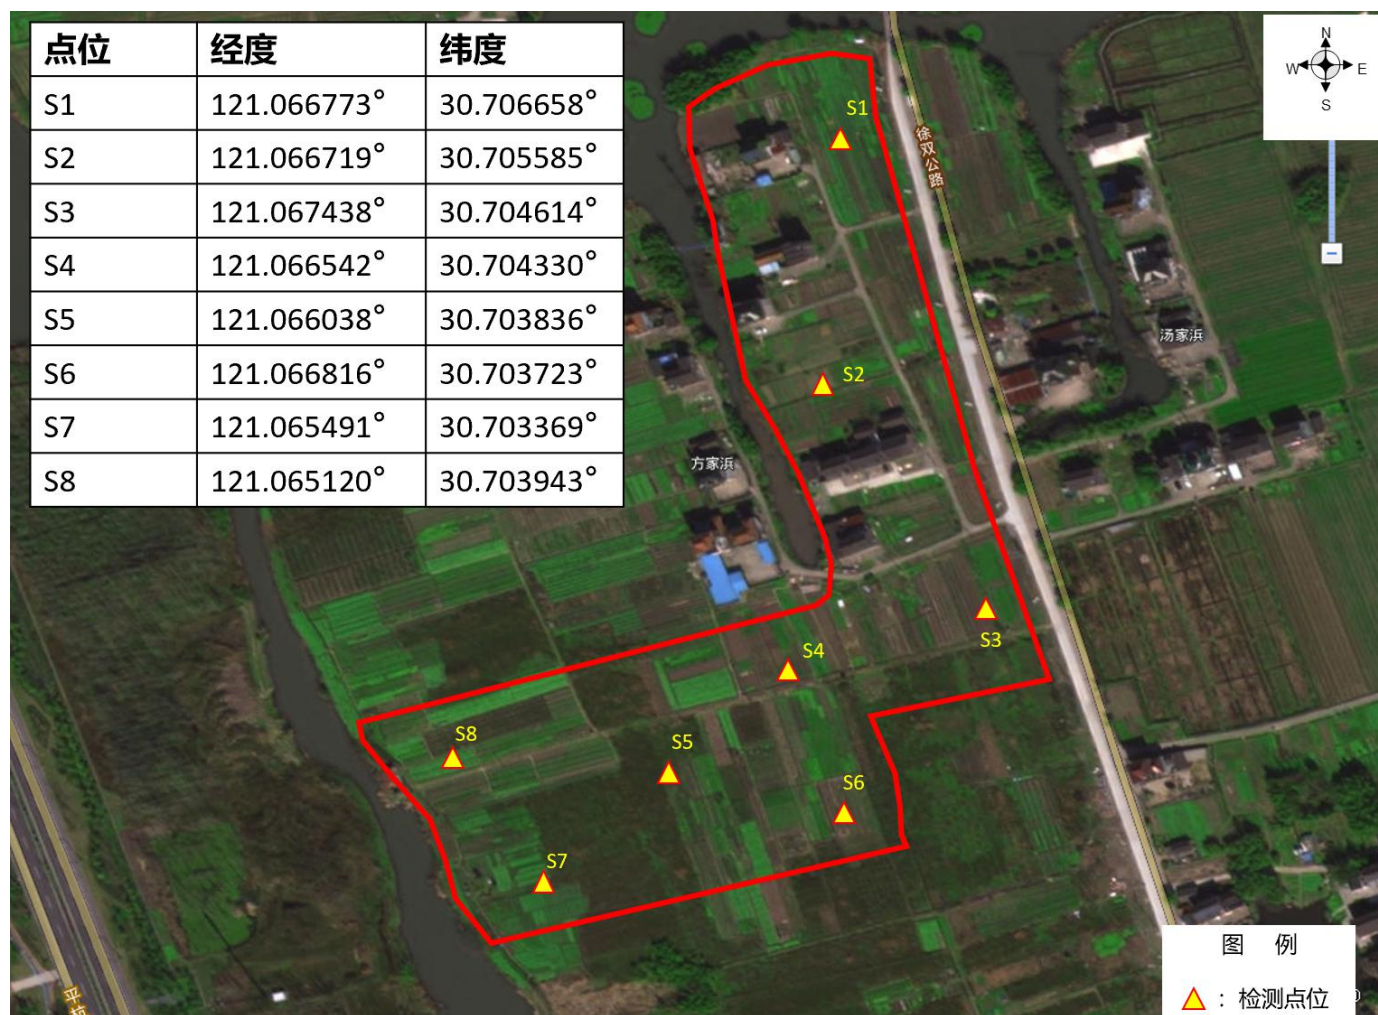 点位 经度 纬度
S1 121.066773° 30.706658°
S2 121.066719° 30.705585°
S3 121.067438° 30.704614°
S4 121.066542° 30.704330°
S5 121.066038° 30.703836°
S6 121.066816° 30.703723°
S7 121.065491° 30.703369°
S8 121.065120° 30.703943°
N
W E
S
S1
徐双公路
汤家浜
S2
方家浜
S3
S4
S8
S5
S6
S7
图 例
：检测点位